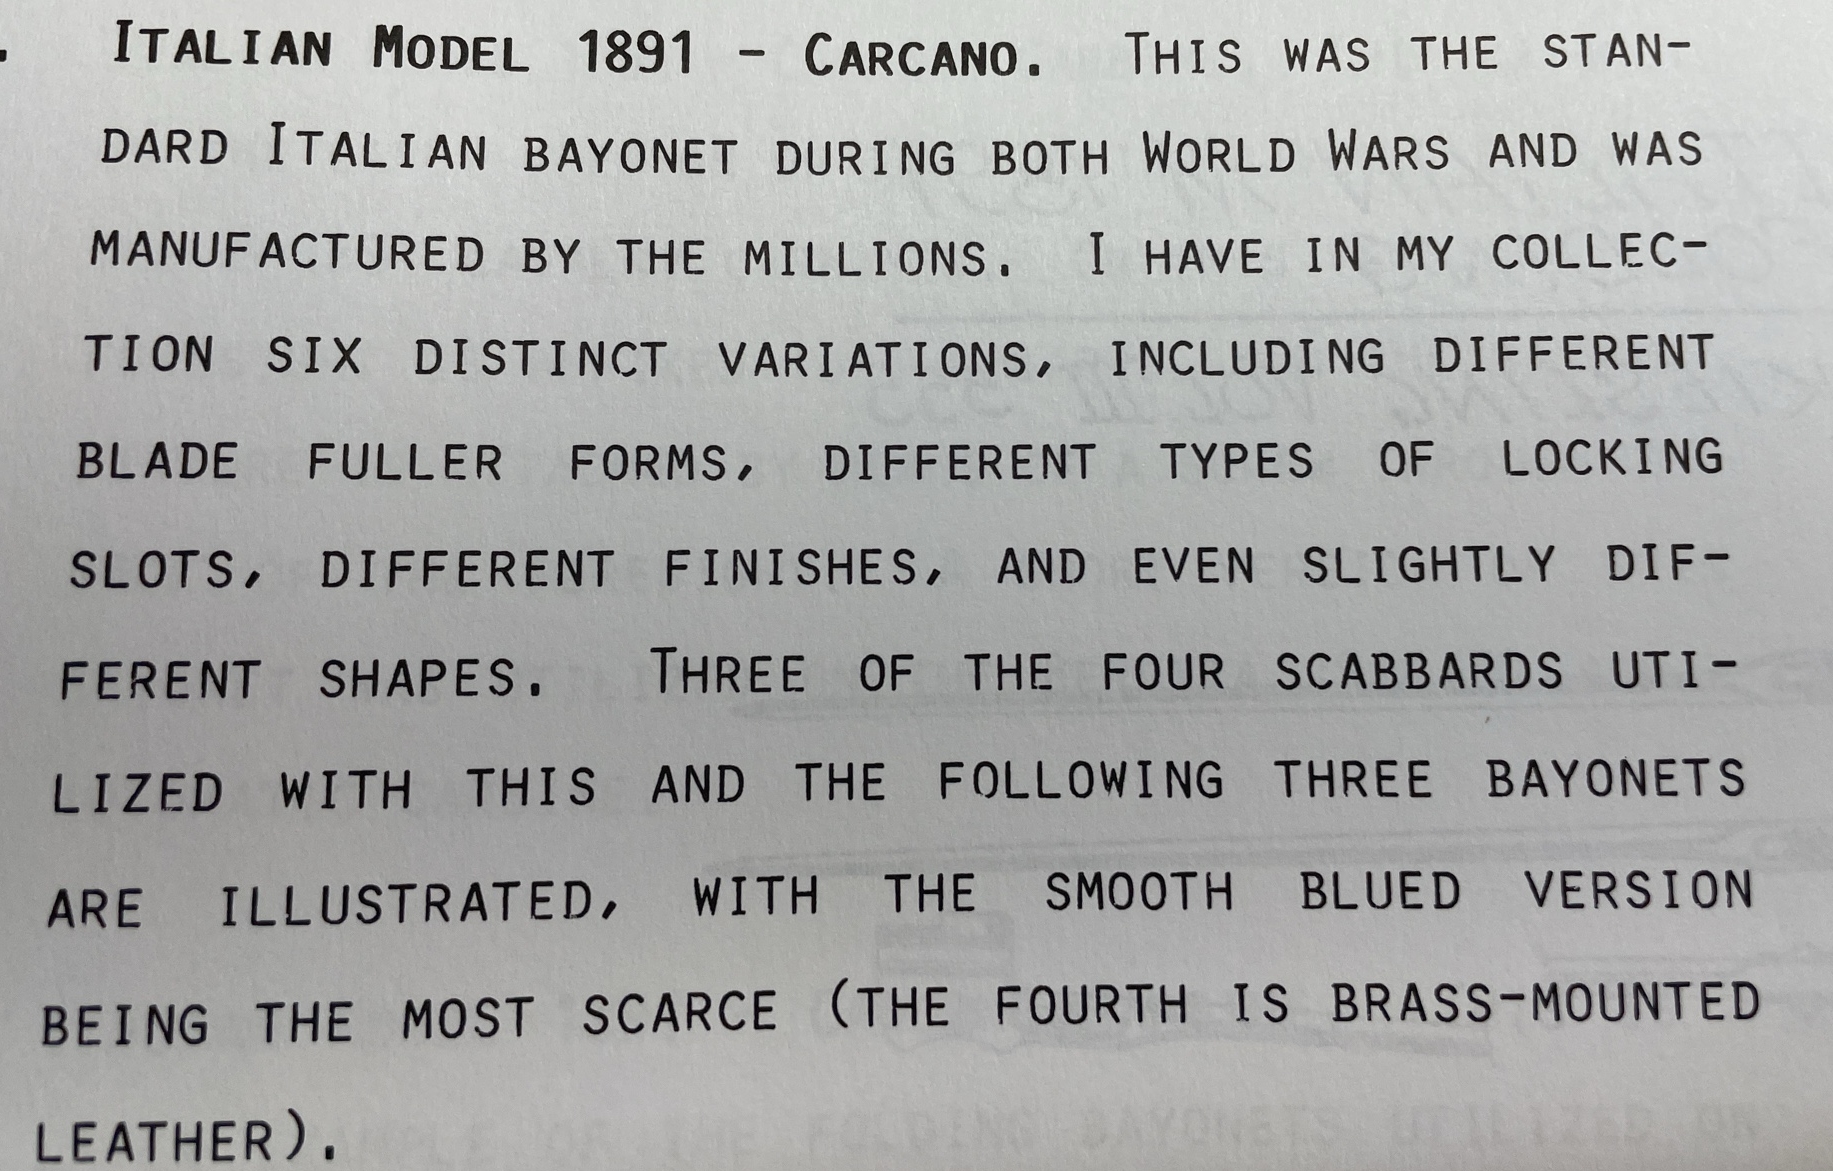 . ITALIAN MODEL 1891 - CARCANO. THIS WAS THE STAN-
DARD ITALIAN BAYONET DURING BOTH WORLD WARS AND WAS
MANUFACTURED BY THE MILLIONS. I HAVE IN MY COLLEC-
TION SIX DISTINCT VARIATIONS, INCLUDING DIFFERENT
BLADE FULLER FORMS, DIFFERENT TYPES OF LOCKING
SLOTS, DIFFERENT FINISHES, AND EVEN SLIGHTLY DIF-
FERENT SHAPES. THREE OF THE FOUR SCABBARDS UTI-
LIZED WITH THIS AND THE FOLLOWING THREE BAYONETS
ARE ILLUSTRATED, WITH THE SMOOTH BLUED VERSION
BEING THE MOST SCARCE (THE FOURTH IS BRASS-MOUNTED
LEATHER).